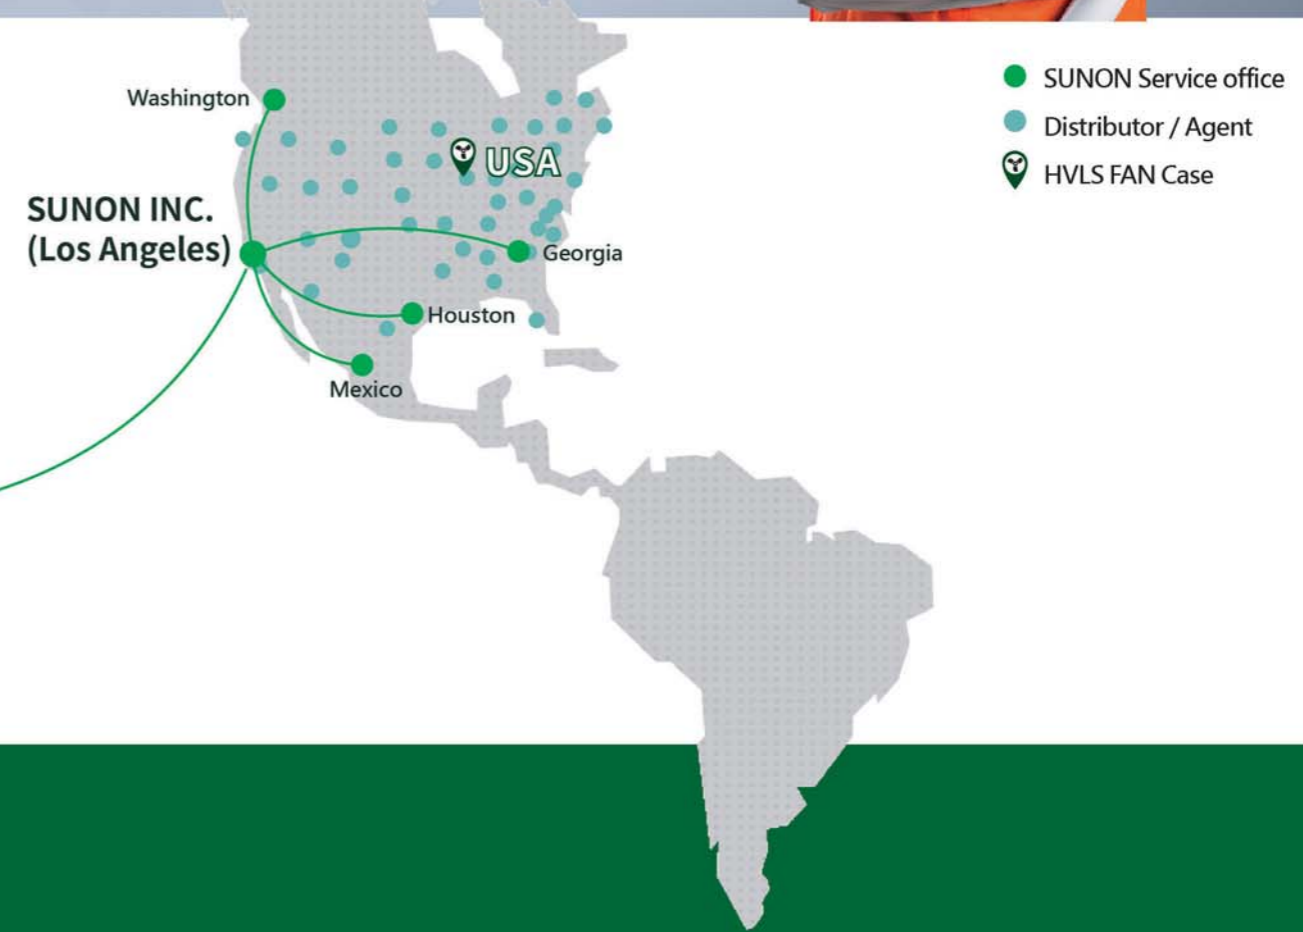 Washington
SUNON Service office
Distributor / Agent
HVLS FAN Case
USA
SUNON INC.
(Los Angeles)
Georgia
Houston
Mexico